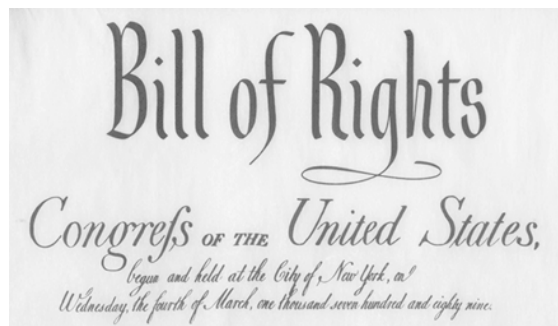 Bill of Rights
Congreſs OF THE United States,
begun and held at the City of New York, on
Wednesday, the fourth of March, one thousand seven hundred and eighty nine.